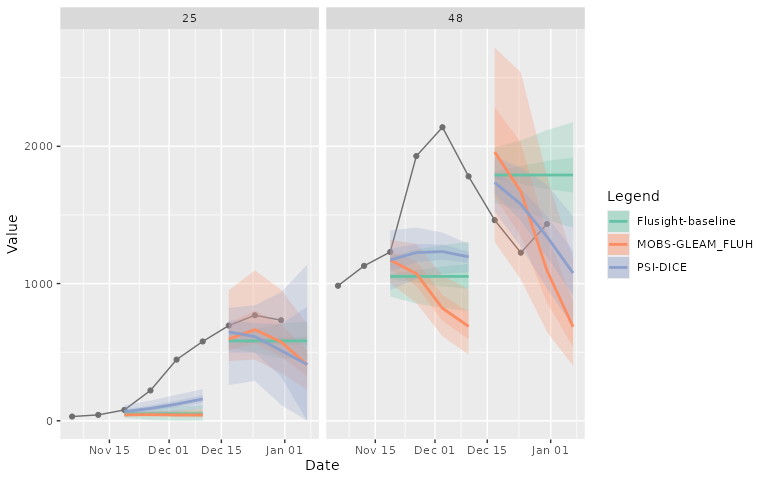 25 48
Value
2000
1000
0
Nov 15 Dec 01 Dec 15 Jan 01 Nov 15 Dec 01 Dec 15 Jan 01
Date
Legend
Flusight-baseline
MOBS-GLEAM_FLUH
PSI-DICE